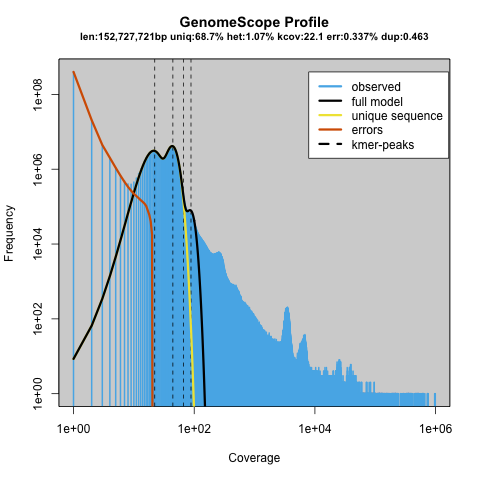 GenomeScope Profile
len:152,727,721bp uniq:68.7% het:1.07% kcov:22.1 err:0.337% dup:0.463
observed
full model
unique sequence
errors
kmer-peaks
Frequency
1e+08
1e+06
1e+04
1e+02
1e+00
1e+00
1e+02
1e+04
1e+06
Coverage